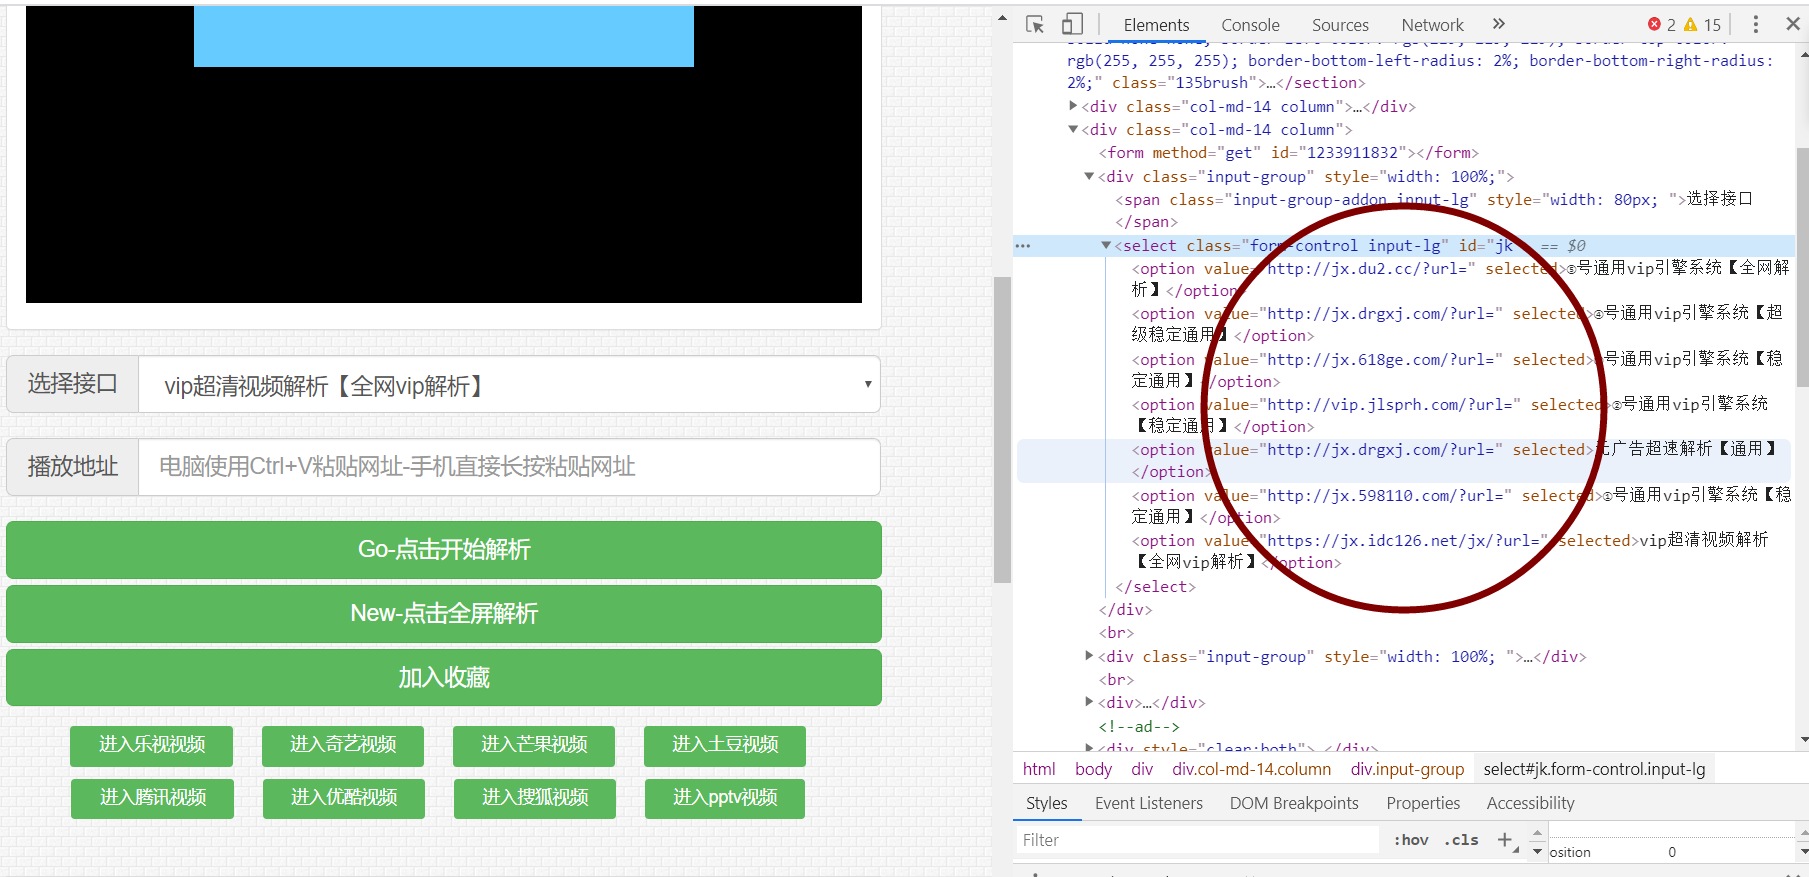 选择接口
vip超清视频解析【全网vip解析】
播放地址
电脑使用Ctrl+V粘贴网址-手机直接长按粘贴网址
Go-点击开始解析
New-点击全屏解析
加入收藏
进入乐视视频
进入奇艺视频
进入芒果视频
进入土豆视频
进入腾讯视频
进入优酷视频
进入搜狐视频
进入pptv视频
Elements
Console
Sources
Network
2
15
rgb(255, 255, 255); border-bottom-left-radius: 2%; border-bottom-right-radius:
2%;" class="135brush">…</section>
<div class="col-md-14 column">…</div>
<div class="col-md-14 column">
<form method="get" id="1233911832"></form>
<div class="input-group" style="width: 100%;">
<span class="input-group-addon input-lg" style="width: 80px; ">选择接口
</span>
<select class="form-control input-lg" id="jk" == $0
<option value="http://jx.du2.cc/?url=" selected>⑤号通用vip引擎系统【全网解
析】</option>
<option value="http://jx.drgxj.com/?url=" selected>④号通用vip引擎系统【超
级稳定通用】</option>
<option value="http://jx.618ge.com/?url=" selected>号通用vip引擎系统【稳
定通用】</option>
<option value="http://vip.jlsprh.com/?url=" selected>②号通用vip引擎系统
【稳定通用】</option>
<option value="http://jx.drgxj.com/?url=" selected>无广告超速解析【通用】
</option>
<option value="http://jx.598110.com/?url=" selected>①号通用vip引擎系统【稳
定通用】</option>
<option value="https://jx.idc126.net/jx/?url=" selected>vip超清视频解析
【全网vip解析】</option>
</select>
</div>
<br>
<div class="input-group" style="width: 100%; ">…</div>
<br>
<div>…</div>
<!--ad-->
<div style="clear:both"> </div>
html body div div.col-md-14.column div.input-group select#jk.form-control.input-lg
Styles Event Listeners DOM Breakpoints Properties Accessibility
Filter
:hov .cls
osition 0